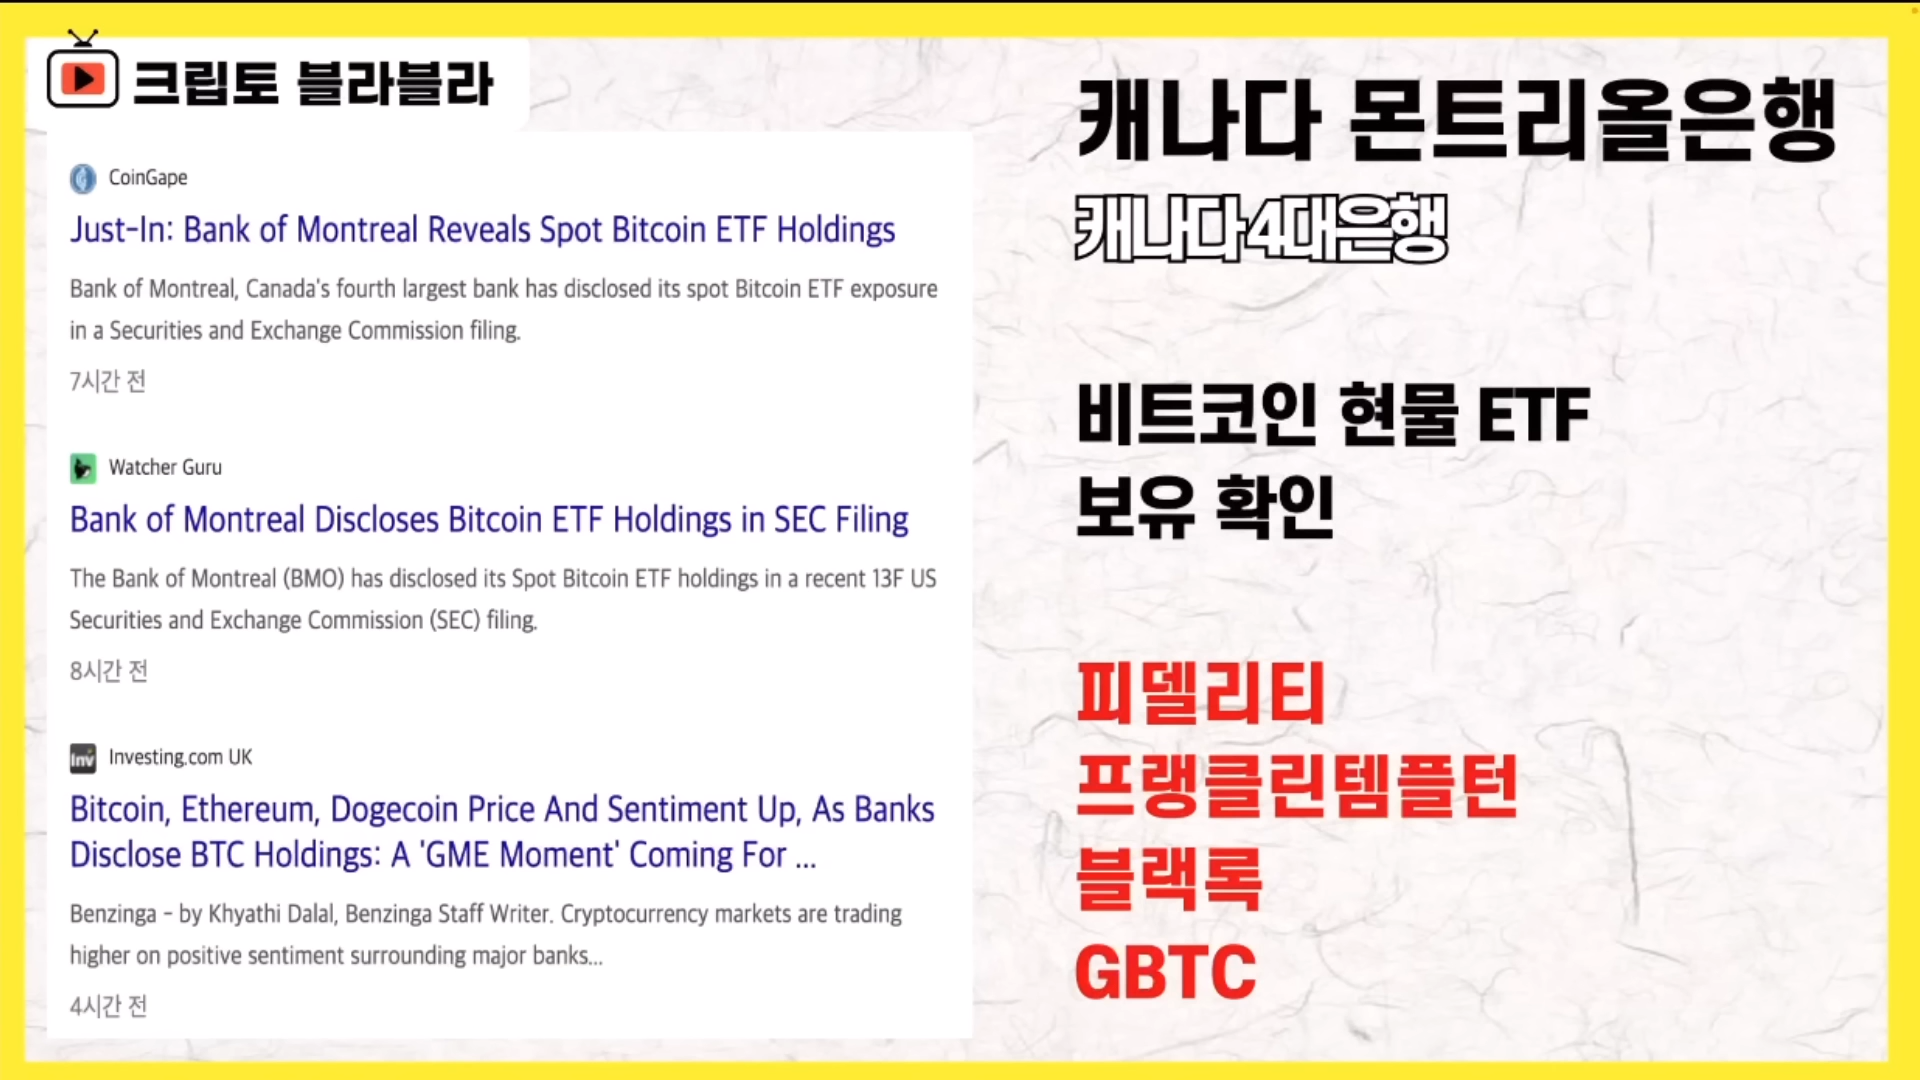 크립토 블라블라
CoinGape
Just-In: Bank of Montreal Reveals Spot Bitcoin ETF Holdings
Bank of Montreal, Canada's fourth largest bank has disclosed its spot Bitcoin ETF exposure
in a Securities and Exchange Commission filing.
7시간 전
Watcher Guru
Bank of Montreal Discloses Bitcoin ETF Holdings in SEC Filing
The Bank of Montreal (BMO) has disclosed its Spot Bitcoin ETF holdings in a recent 13F US
Securities and Exchange Commission (SEC) filing.
8시간 전
Inv
Investing.com UK
Bitcoin, Ethereum, Dogecoin Price And Sentiment Up, As Banks
Disclose BTC Holdings: A 'GME Moment' Coming For ...
Benzinga - by Khyathi Dalal, Benzinga Staff Writer. Cryptocurrency markets are trading
higher on positive sentiment surrounding major banks...
4시간 전
캐나다 몬트리올은행
캐나다4대은행
비트코인 현물 ETF
보유 확인
피델리티
프랭클린템플턴
블랙록
GBTC